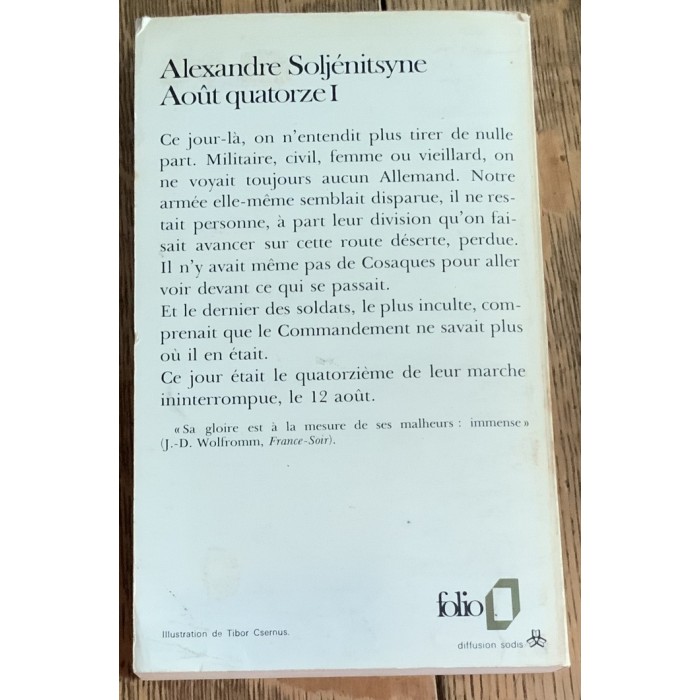 Alexandre Soljénitsyne
Août quatorze I
Ce jour-là, on n'entendit plus tirer de nulle
part. Militaire, civil, femme ou vieillard, on
ne voyait toujours aucun Allemand. Notre
armée elle-même semblait disparue, il ne res-
tait personne, à part leur division qu'on fai-
sait avancer sur cette route déserte, perdue.
Il n'y avait même pas de Cosaques pour aller
voir devant ce qui se passait.
Et le dernier des soldats, le plus inculte, com-
prenait que le Commandement ne savait plus
où il en était.
Ce jour était le quatorzième de leur marche
ininterrompue, le 12 août.
« Sa gloire est à la mesure de ses malheurs : immense »
(J.-D. Wolfromm, France-Soir).
folio
Illustration de Tibor Csernus.
diffusion sodis